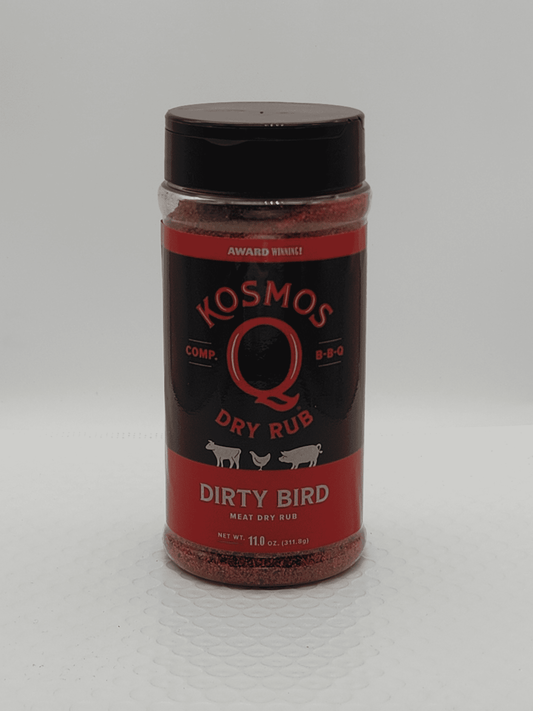 AWARD WINNING!
KOSMOS
Q
COMP. B-B-Q
DRY RUB
DIRTY BIRD
MEAT DRY RUB
NET WT. 11.0 OZ. (311.8g)